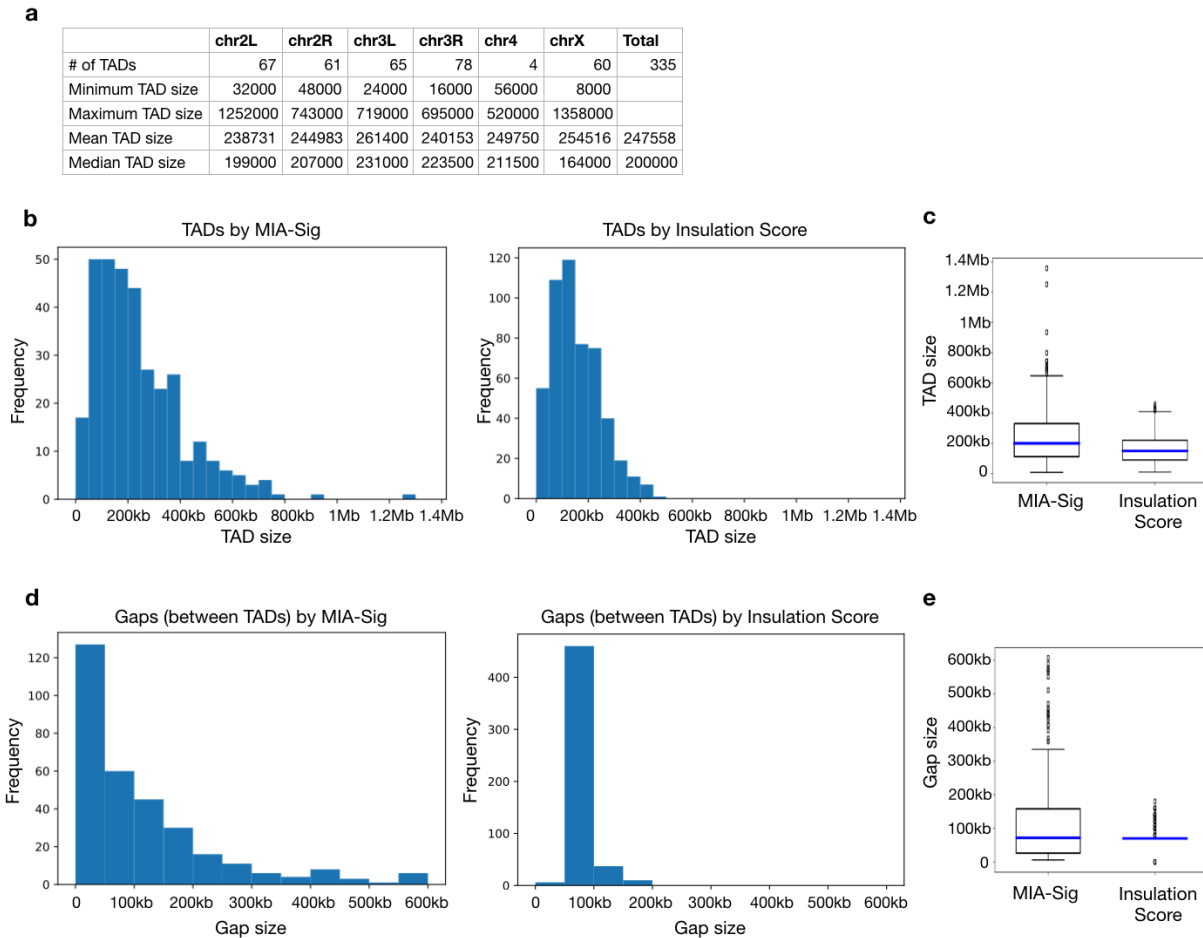 a
chr2L chr2R chr3L chr3R chr4 chrX Total
# of TADs 67 61 65 78 4 60 335
Minimum TAD size 32000 48000 24000 16000 56000 8000
Maximum TAD size 1252000 743000 719000 695000 520000 1358000
Mean TAD size 238731 244983 261400 240153 249750 254516 247558
Median TAD size 199000 207000 231000 223500 211500 164000 200000
b
TADs by MIA-Sig
50
40
30
20
10
0
Frequency
0 200kb 400kb 600kb 800kb 1Mb 1.2Mb 1.4Mb
TAD size
TADs by Insulation Score
120
100
80
60
40
20
0
Frequency
0 200kb 400kb 600kb 800kb 1Mb 1.2Mb 1.4Mb
TAD size
c
1.4Mb
1.2Mb
1Mb
800kb
600kb
400kb
200kb
0
TAD size
MIA-Sig
Insulation
Score
d
Gaps (between TADs) by MIA-Sig
120
100
80
60
40
20
0
Frequency
0 100kb 200kb 300kb 400kb 500kb 600kb
Gap size
Gaps (between TADs) by Insulation Score
400
300
200
100
0
Frequency
0 100kb 200kb 300kb 400kb 500kb 600kb
Gap size
e
600kb
500kb
400kb
300kb
200kb
100kb
0
Gap size
MIA-Sig
Insulation
Score